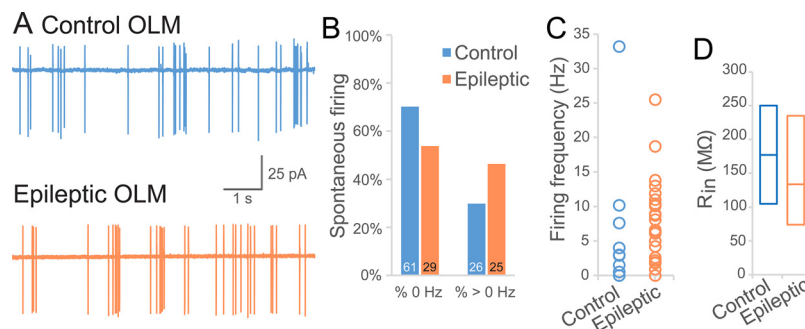 A Control OLM
25 pA
1 s
Epileptic OLM
B
Spontaneous firing
100%
80%
60%
40%
20%
0%
Control
Epileptic
61 29 26 25
% 0 Hz % > 0 Hz
C
Firing frequency (Hz)
35
30
25
20
15
10
5
0
Control
Epileptic
D
Rin (MΩ)
300
250
200
150
100
50
0
Control
Epileptic